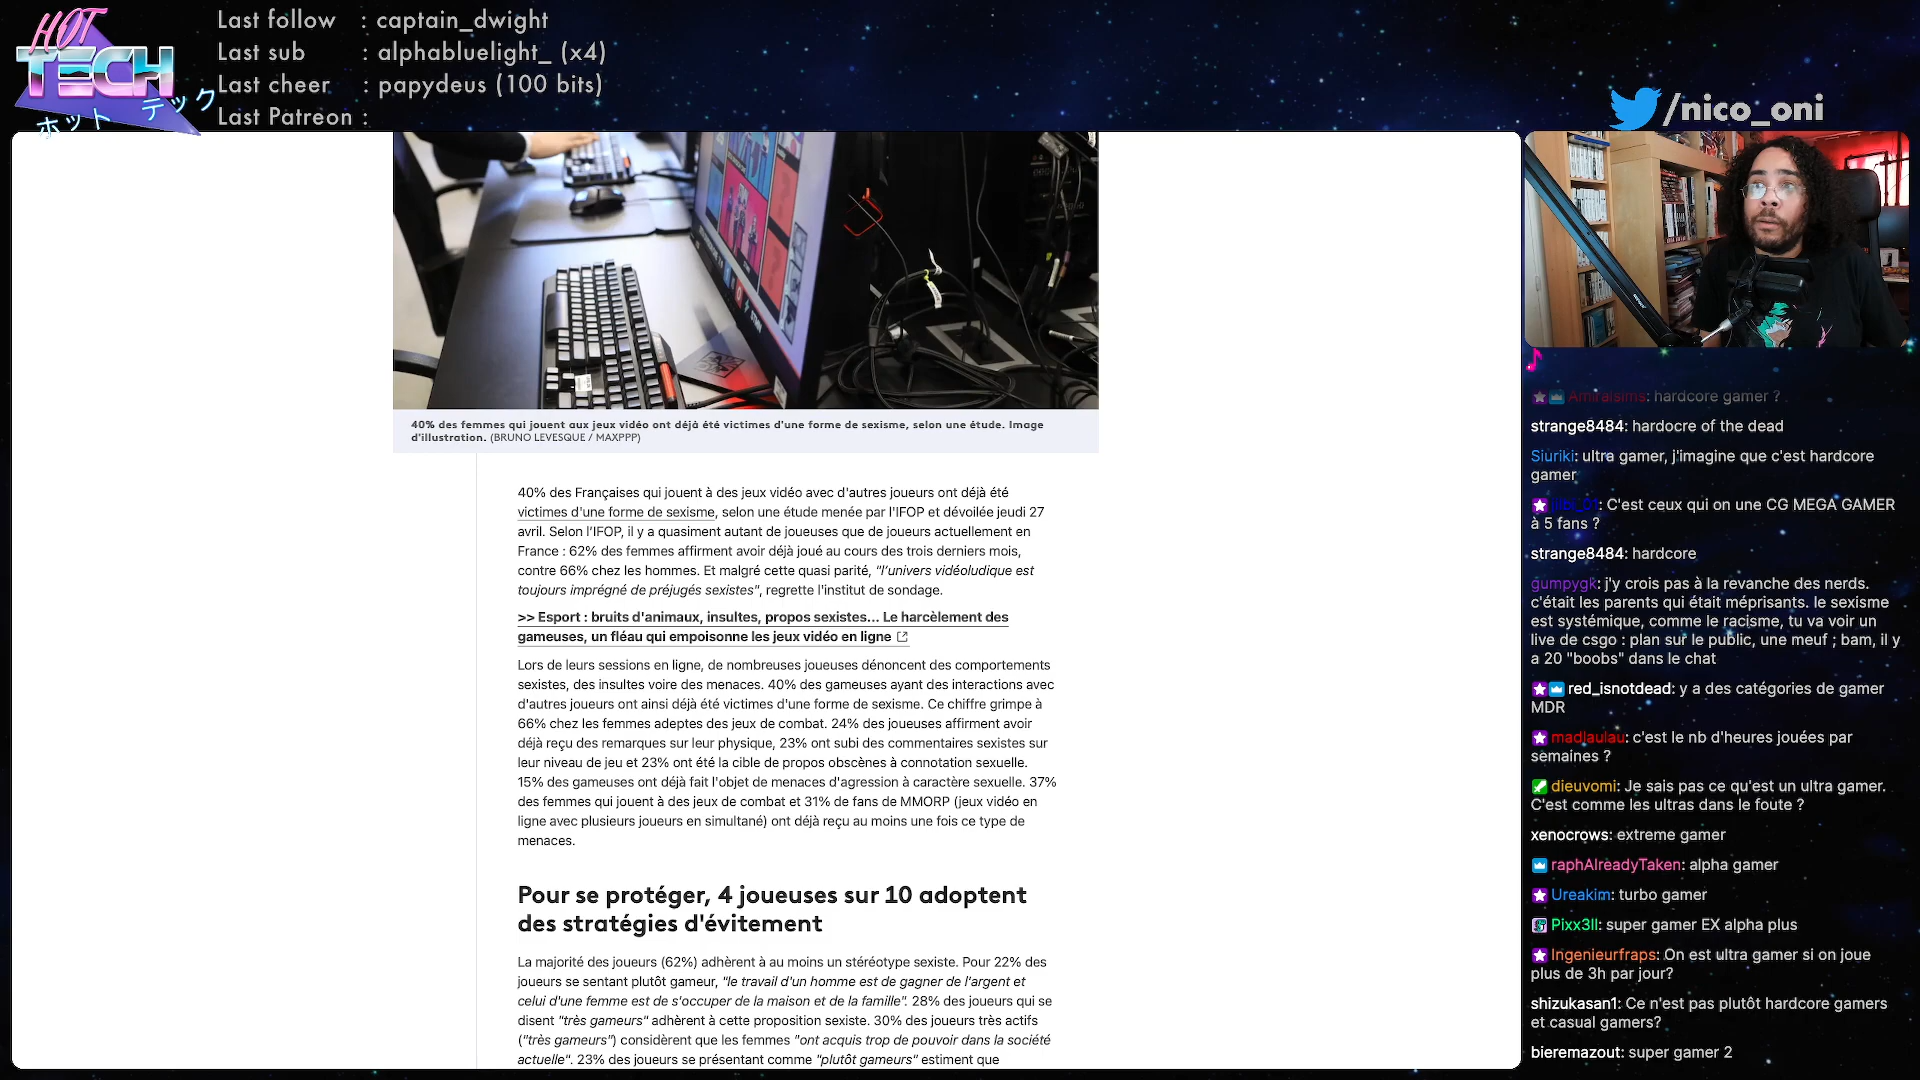 HOT
TECH
ホット テック
Last follow : captain_dwight
Last sub : alphabluelight_ (x4)
Last cheer : papydeus (100 bits)
Last Patreon :
/nico_oni
40% des femmes qui jouent aux jeux vidéo ont déjà été victimes d'une forme de sexisme, selon une étude. Image
d'illustration. (BRUNO LEVESQUE / MAXPPP)
40% des Françaises qui jouent à des jeux vidéo avec d'autres joueurs ont déjà été
victimes d'une forme de sexisme, selon une étude menée par l'IFOP et dévoilée jeudi 27
avril. Selon l'IFOP, il y a quasiment autant de joueuses que de joueurs actuellement en
France : 62% des femmes affirment avoir déjà joué au cours des trois derniers mois,
contre 66% chez les hommes. Et malgré cette quasi parité, "l'univers vidéoludique est
toujours imprégné de préjugés sexistes", regrette l'institut de sondage.
>> Esport : bruits d'animaux, insultes, propos sexistes... Le harcèlement des
gameuses, un fléau qui empoisonne les jeux vidéo en ligne
Lors de leurs sessions en ligne, de nombreuses joueuses dénoncent des comportements
sexistes, des insultes voire des menaces. 40% des gameuses ayant des interactions avec
d'autres joueurs ont ainsi déjà été victimes d'une forme de sexisme. Ce chiffre grimpe à
66% chez les femmes adeptes des jeux de combat. 24% des joueuses affirment avoir
déjà reçu des remarques sur leur physique, 23% ont subi des commentaires sexistes sur
leur niveau de jeu et 23% ont été la cible de propos obscènes à connotation sexuelle.
15% des gameuses ont déjà fait l'objet de menaces d'agression à caractère sexuelle. 37%
des femmes qui jouent à des jeux de combat et 31% de fans de MMORP (jeux vidéo en
ligne avec plusieurs joueurs en simultané) ont déjà reçu au moins une fois ce type de
menaces.
Pour se protéger, 4 joueuses sur 10 adoptent
des stratégies d'évitement
La majorité des joueurs (62%) adhèrent à au moins un stéréotype sexiste. Pour 22% des
joueurs se sentant plutôt gameur, "le travail d'un homme est de gagner de l'argent et
celui d'une femme est de s'occuper de la maison et de la famille". 28% des joueurs qui se
disent "très gameurs" adhèrent à cette proposition sexiste. 30% des joueurs très actifs
("très gameurs") considèrent que les femmes "ont acquis trop de pouvoir dans la société
actuelle". 23% des joueurs se présentant comme "plutôt gameurs" estiment que
Amiralsims: hardcore gamer ?
strange8484: hardocre of the dead
Siuriki: ultra gamer, j'imagine que c'est hardcore
gamer
: C'est ceux qui on une CG MEGA GAMER
à 5 fans ?
strange8484: hardcore
gumpygk: j'y crois pas à la revanche des nerds.
c'était les parents qui était méprisants. le sexisme
est systémique, comme le racisme, tu va voir un
live de csgo : plan sur le public, une meuf ; bam, il y
a 20 "boobs" dans le chat
red_isnotdead: y a des catégories de gamer
MDR
madlaulau: c'est le nb d'heures jouées par
semaines ?
dieuvomi: Je sais pas ce qu'est un ultra gamer.
C'est comme les ultras dans le foute ?
xenocrows: extreme gamer
raphAlreadyTaken: alpha gamer
Ureakim: turbo gamer
Pixx3ll: super gamer EX alpha plus
Ingenieurfraps: On est ultra gamer si on joue
plus de 3h par jour?
shizukasan1: Ce n'est pas plutôt hardcore gamers
et casual gamers?
bieremazout: super gamer 2